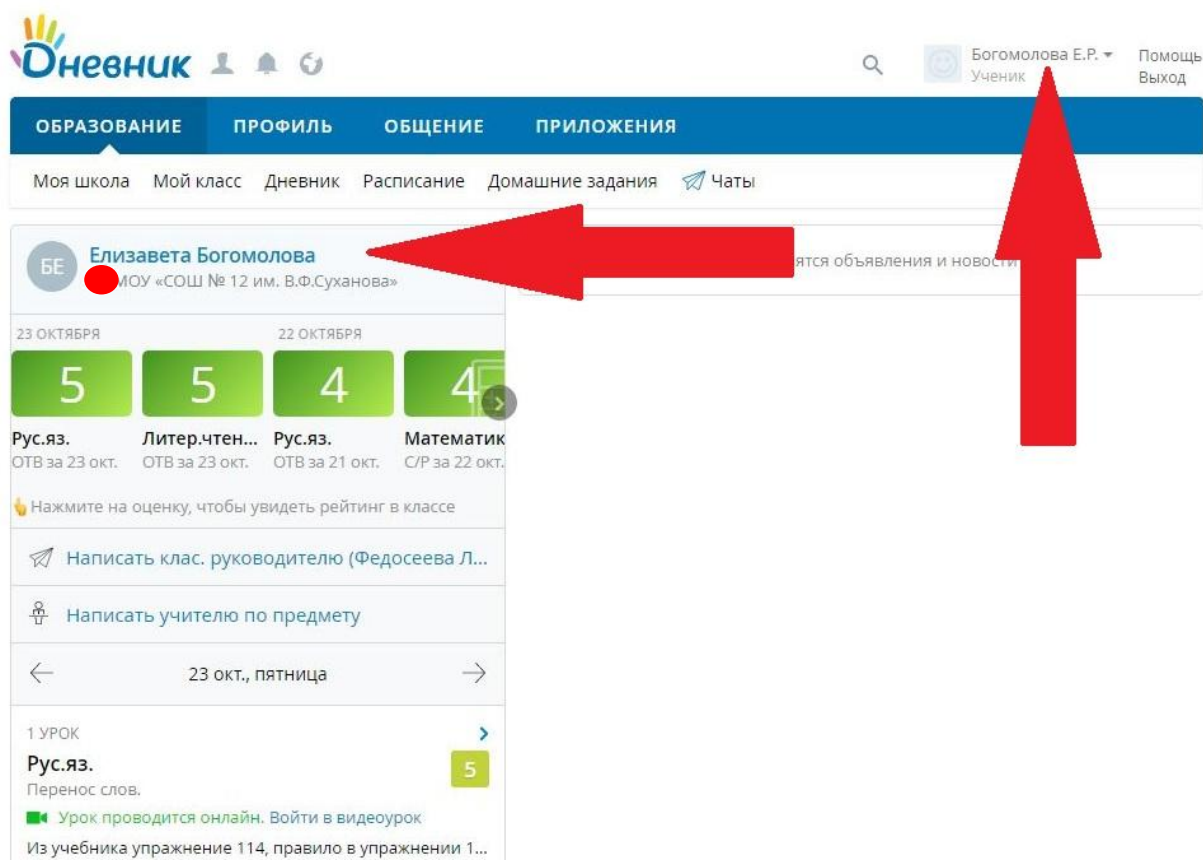 Дневник
Богомолова Е.Р.
Ученик
Помощь
Выход
ОБРАЗОВАНИЕ ПРОФИЛЬ ОБЩЕНИЕ ПРИЛОЖЕНИЯ
Моя школа Мой класс Дневник Расписание Домашние задания Чаты
БЕ
Елизавета Богомолова
МОУ «СОШ № 12 им. В.Ф.Суханова»
объявления и новости
23 ОКТЯБРЯ 22 ОКТЯБРЯ
5 5 4 4
Рус.яз. Литер.чтен... Рус.яз. Математик
ОТВ за 23 окт. ОТВ за 23 окт. ОТВ за 21 окт. С/Р за 22 окт.
Нажмите на оценку, чтобы увидеть рейтинг в классе
Написать клас. руководителю (Федосеева Л...
Написать учителю по предмету
23 окт., пятница
1 УРОК
Рус.яз. 5
Перенос слов.
Урок проводится онлайн. Войти в видеоурок
Из учебника упражнение 114, правило в упражнении 1...